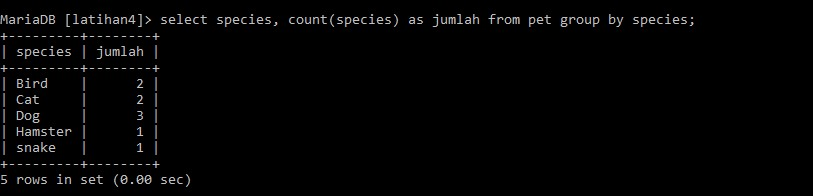 MariaDB [latihan4]> select species, count(species) as jumlah from pet group by species;
+---------+--------+
| species | jumlah |
+---------+--------+
| Bird    |      2 |
| Cat     |      2 |
| Dog     |      3 |
| Hamster |      1 |
| snake   |      1 |
+---------+--------+
5 rows in set (0.00 sec)